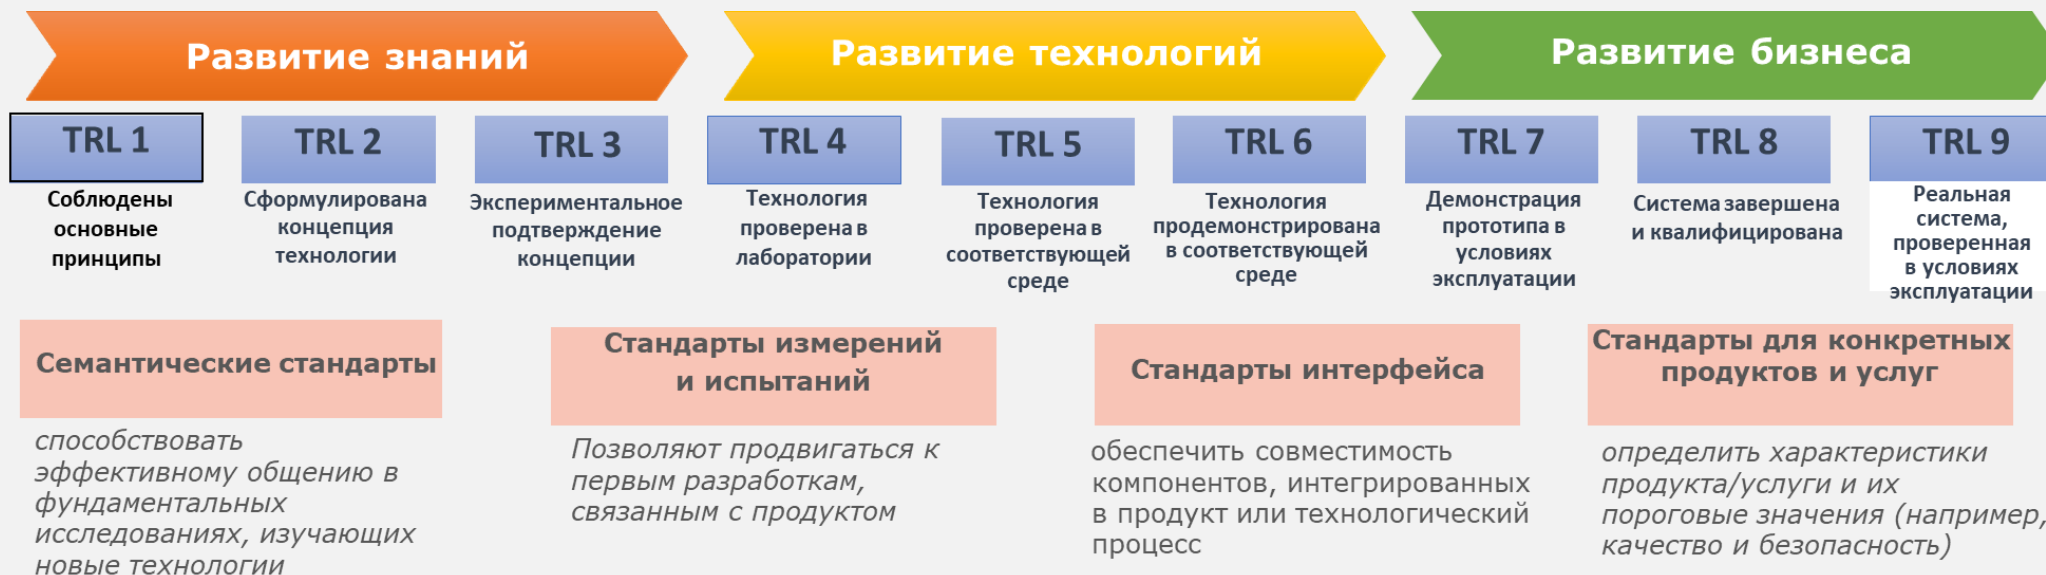 Развитие знаний
Развитие технологий
Развитие бизнеса
TRL 1
Соблюдены
основные
принципы
TRL 2
Сформулирована
концепция
технологии
TRL 3
Экспериментальное
подтверждение
концепции
TRL 4
Технология
проверена в
лаборатории
TRL 5
Технология
проверена в
соответствующей
среде
TRL 6
Технология
продемонстрирована
в соответствующей
среде
TRL 7
Демонстрация
прототипа в
условиях
эксплуатации
TRL 8
Система завершена
и квалифицирована
TRL 9
Реальная
система,
проверенная
в условиях
эксплуатации
Семантические стандарты
способствовать
эффективному общению в
фундаментальных
исследованиях, изучающих
новые технологии
Стандарты измерений
и испытаний
Позволяют продвигаться к
первым разработкам,
связанным с продуктом
Стандарты интерфейса
обеспечить совместимость
компонентов, интегрированных
в продукт или технологический
процесс
Стандарты для конкретных
продуктов и услуг
определить характеристики
продукта/услуги и их
пороговые значения (например,
качество и безопасность)